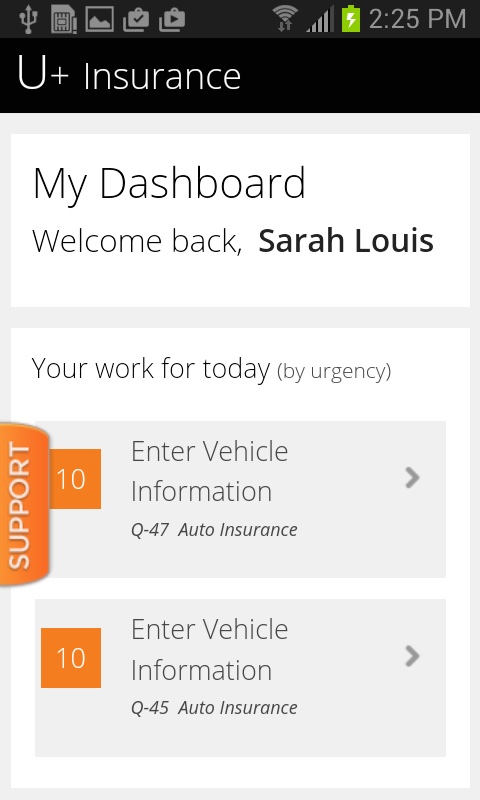 2:25 PM
U+ Insurance
My Dashboard
Welcome back, Sarah Louis
Your work for today (by urgency)
SUPPORT
10
Enter Vehicle
Information
Q-47 Auto Insurance
10
Enter Vehicle
Information
Q-45 Auto Insurance